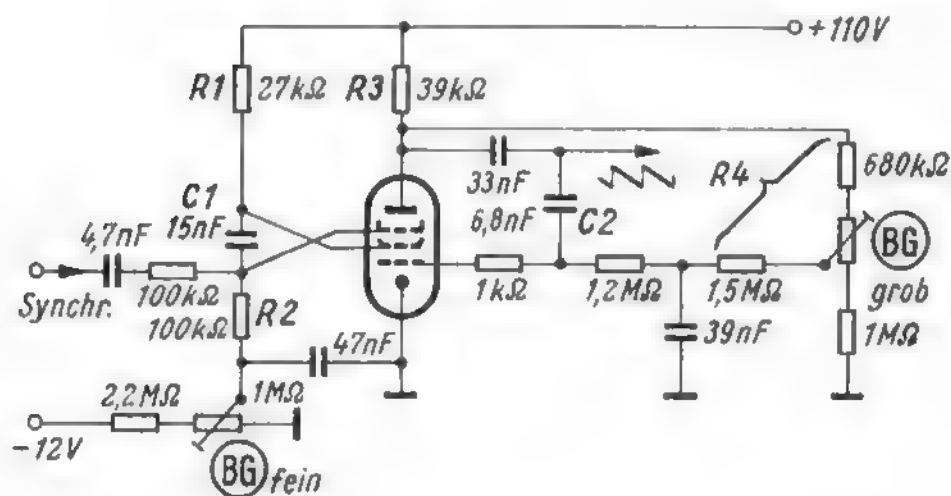 +110V
R1
27kΩ
R3
39kΩ
C1
15nF
33nF
6,8nF
C2
R4
680kΩ
4,7nF
Synchr.
100kΩ
100kΩ
R2
1kΩ
1,2MΩ
1,5MΩ
BG
grob
47nF
39nF
1MΩ
2,2MΩ
1MΩ
-12V
BG
fein